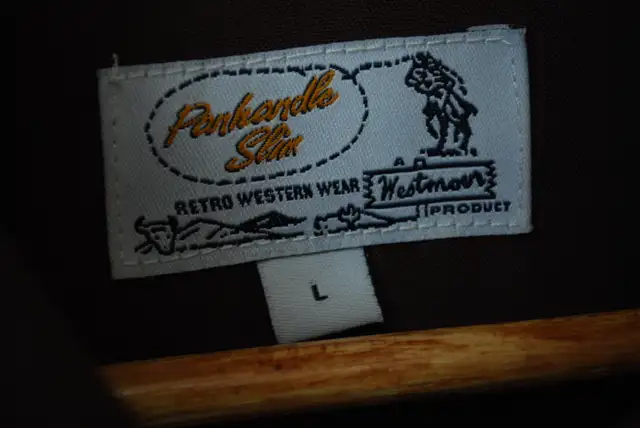 Panhandle
Slim
RETRO WESTERN WEAR
A
Westmoor
PRODUCT
L